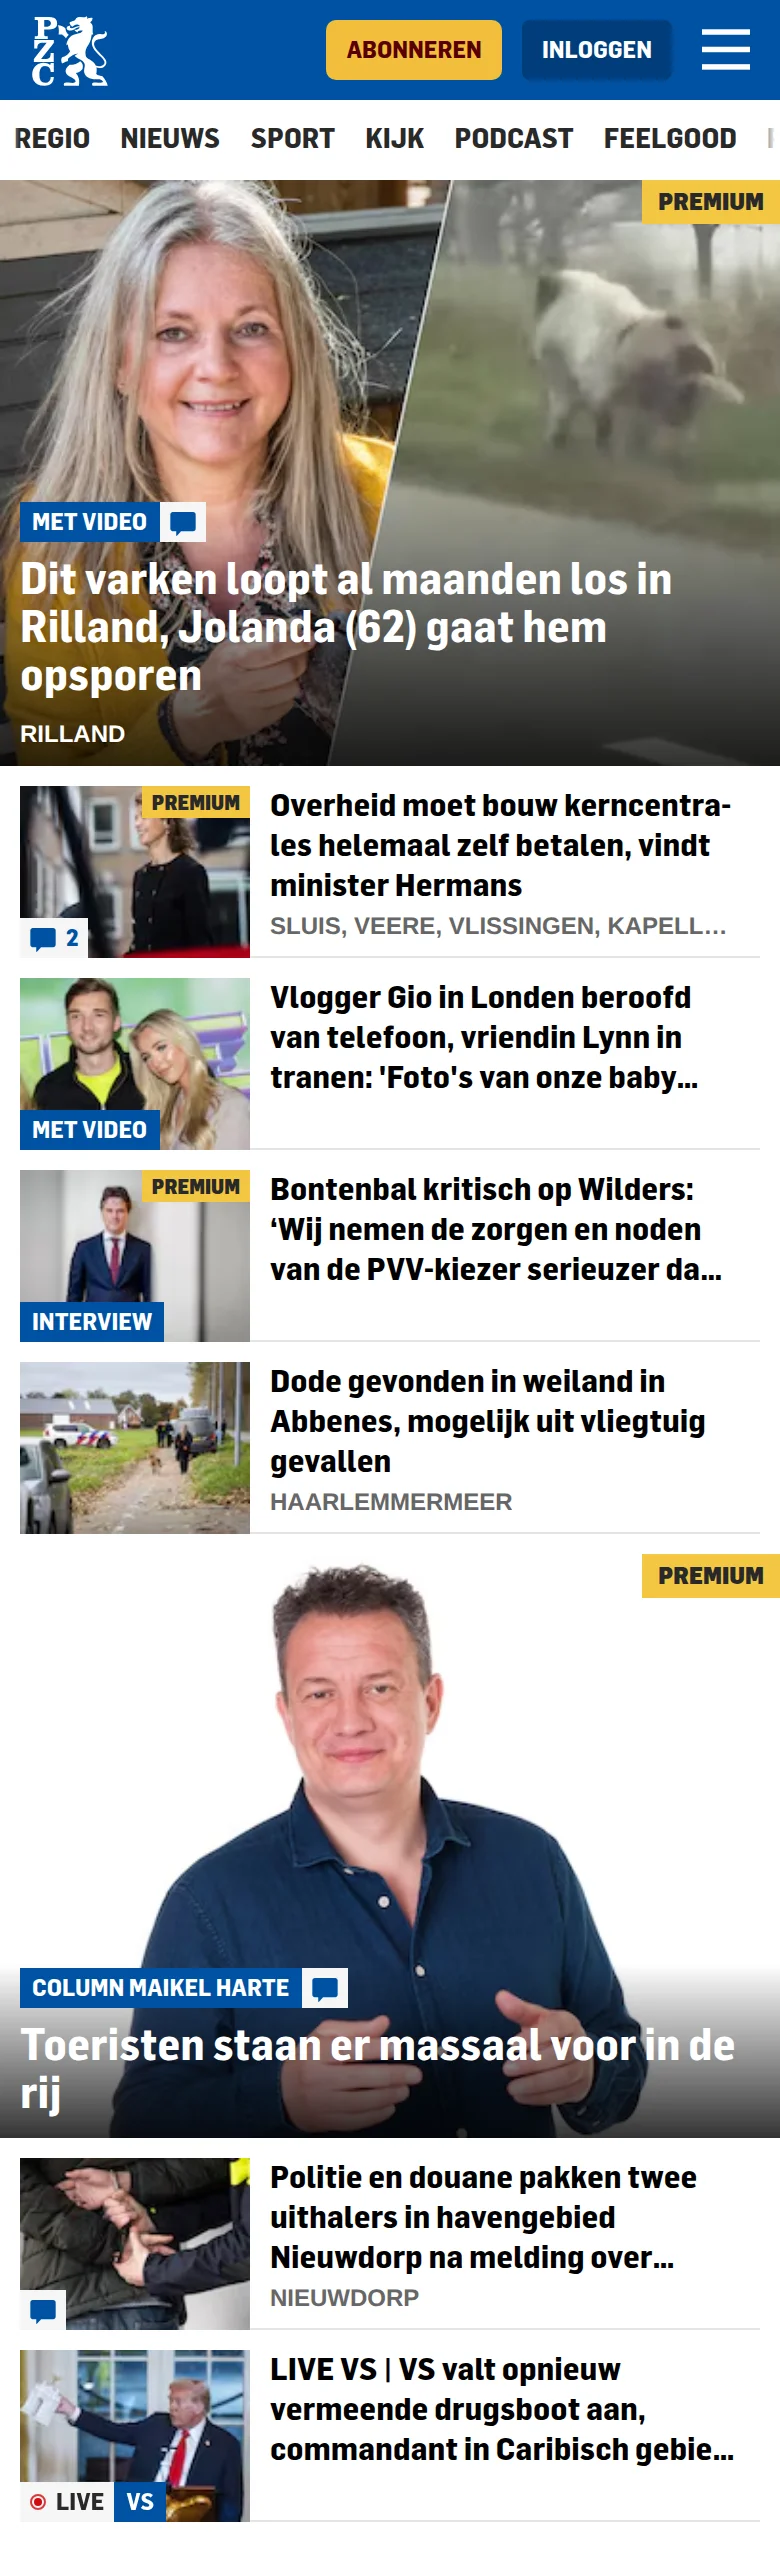 PZC
ABONNEREN
INLOGGEN
REGIO NIEUWS SPORT KIJK PODCAST FEELGOOD
PREMIUM
MET VIDEO
Dit varken loopt al maanden los in
Rilland, Jolanda (62) gaat hem
opsporen
RILLAND
PREMIUM
2
Overheid moet bouw kerncentra-
les helemaal zelf betalen, vindt
minister Hermans
SLUIS, VEERE, VLISSINGEN, KAPELL...
MET VIDEO
Vlogger Gio in Londen beroofd
van telefoon, vriendin Lynn in
tranen: 'Foto's van onze baby...
PREMIUM
INTERVIEW
Bontenbal kritisch op Wilders:
‘Wij nemen de zorgen en noden
van de PVV-kiezer serieuzer da...
Dode gevonden in weiland in
Abbenes, mogelijk uit vliegtuig
gevallen
HAARLEMMERMEER
PREMIUM
COLUMN MAIKEL HARTE
Toeristen staan er massaal voor in de
rij
Politie en douane pakken twee
uithalers in havengebied
Nieuwdorp na melding over...
NIEUWDORP
LIVE VS
LIVE VS | VS valt opnieuw
vermeende drugsboot aan,
commandant in Caribisch gebie...